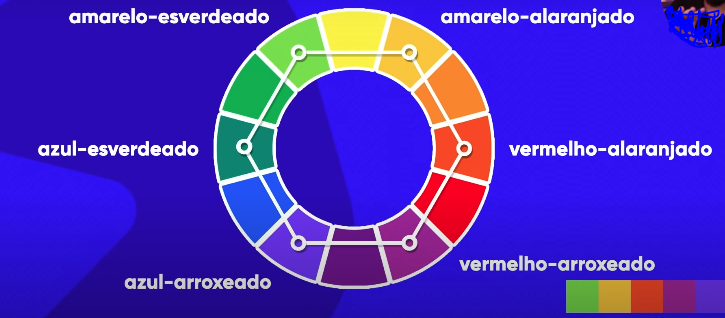 amarelo-esverdeado
amarelo-alaranjado
azul-esverdeado
vermelho-alaranjado
azul-arroxeado
vermelho-arroxeado